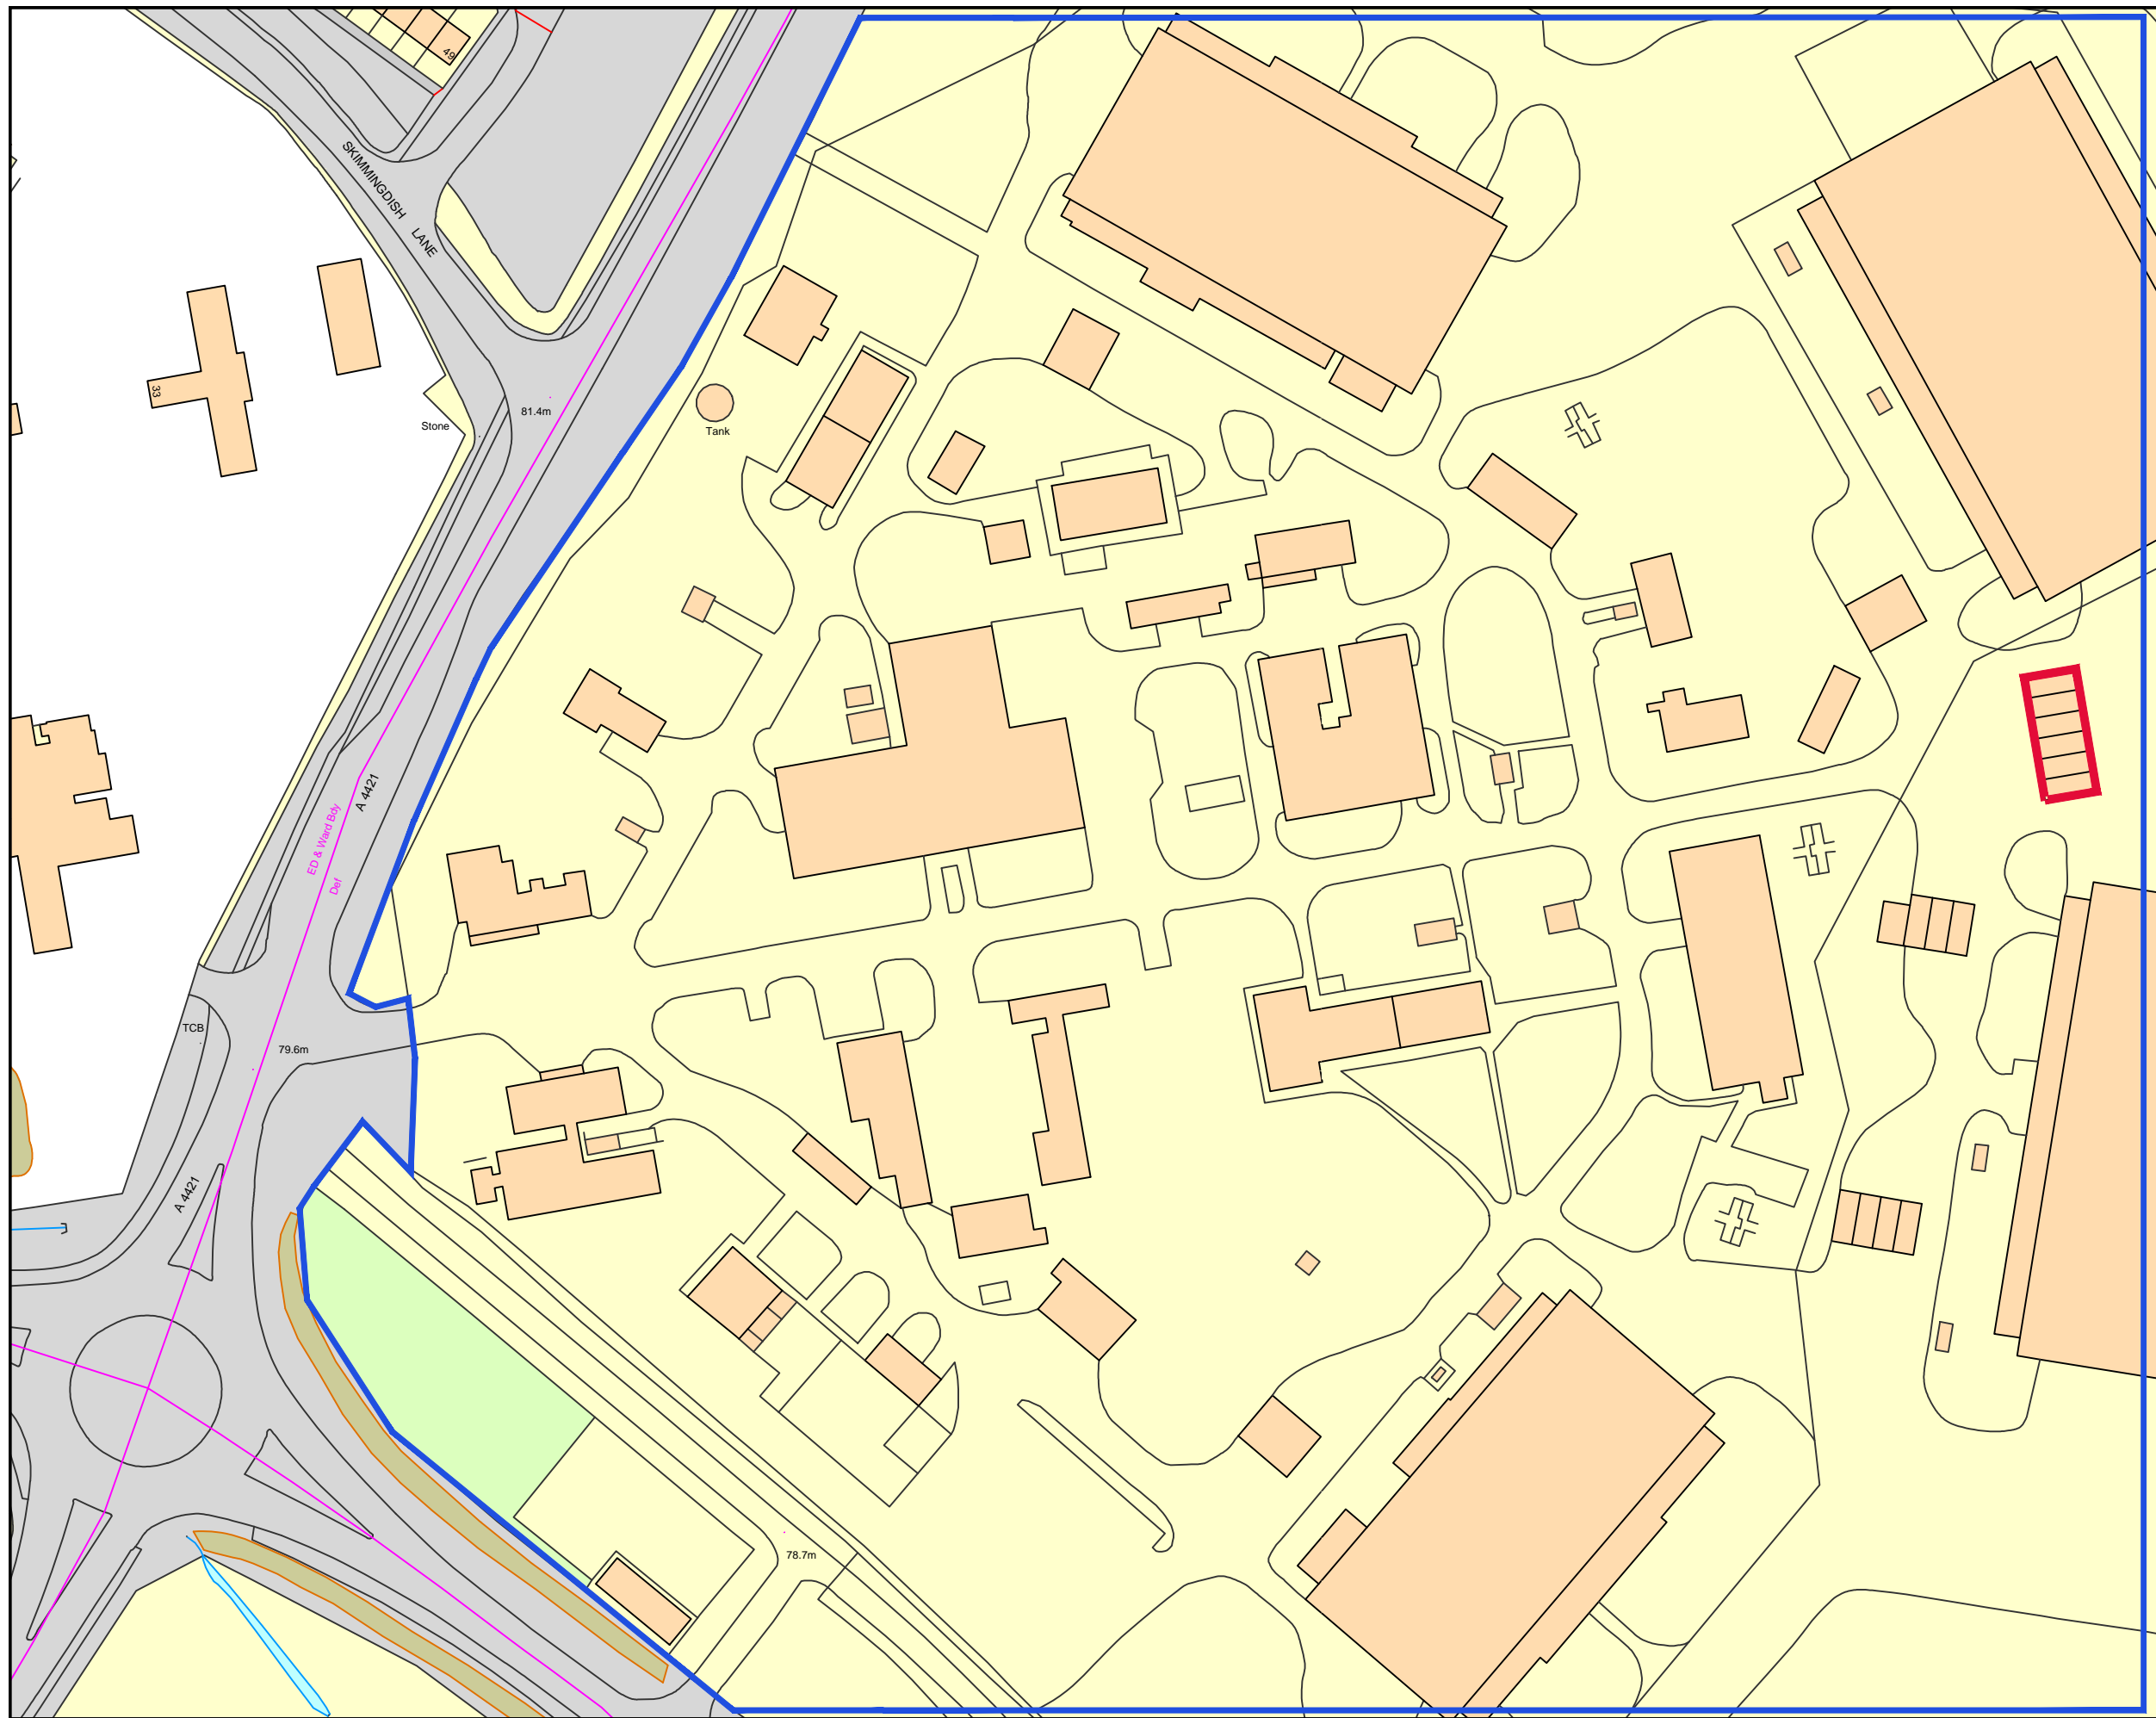 49
SKIMMINGDISH
LANE
33
81.4m
Stone
Tank
A 4421
ED & Ward Bdy
Def
TCB
79.6m
A 4421
78.7m